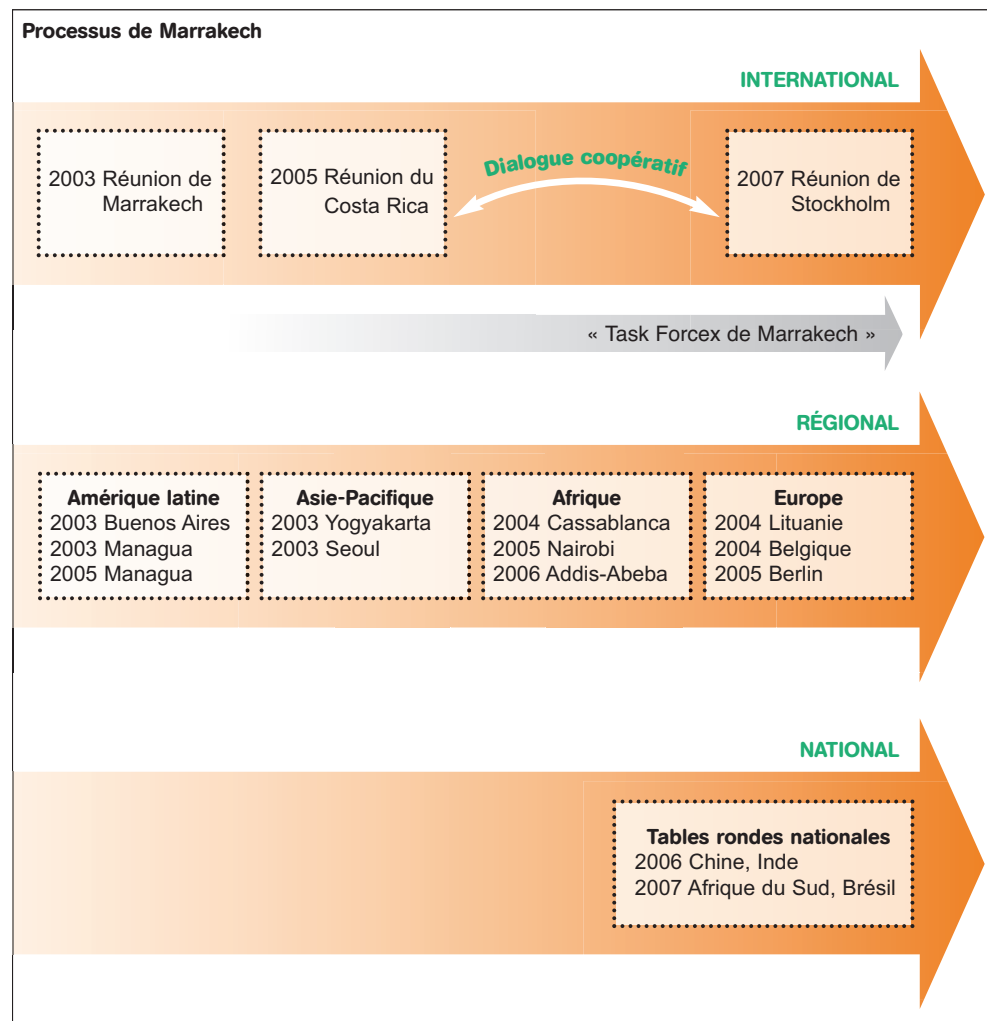 Processus de Marrakech
INTERNATIONAL
2003 Réunion de
Marrakech
2005 Réunion du
Costa Rica
Dialogue coopératif
2007 Réunion de
Stockholm
« Task Forcex de Marrakech »
RÉGIONAL
Amérique latine
2003 Buenos Aires
2003 Managua
2005 Managua
Asie-Pacifique
2003 Yogyakarta
2003 Seoul
Afrique
2004 Cassablanca
2005 Nairobi
2006 Addis-Abeba
Europe
2004 Lituanie
2004 Belgique
2005 Berlin
NATIONAL
Tables rondes nationales
2006 Chine, Inde
2007 Afrique du Sud, Brésil